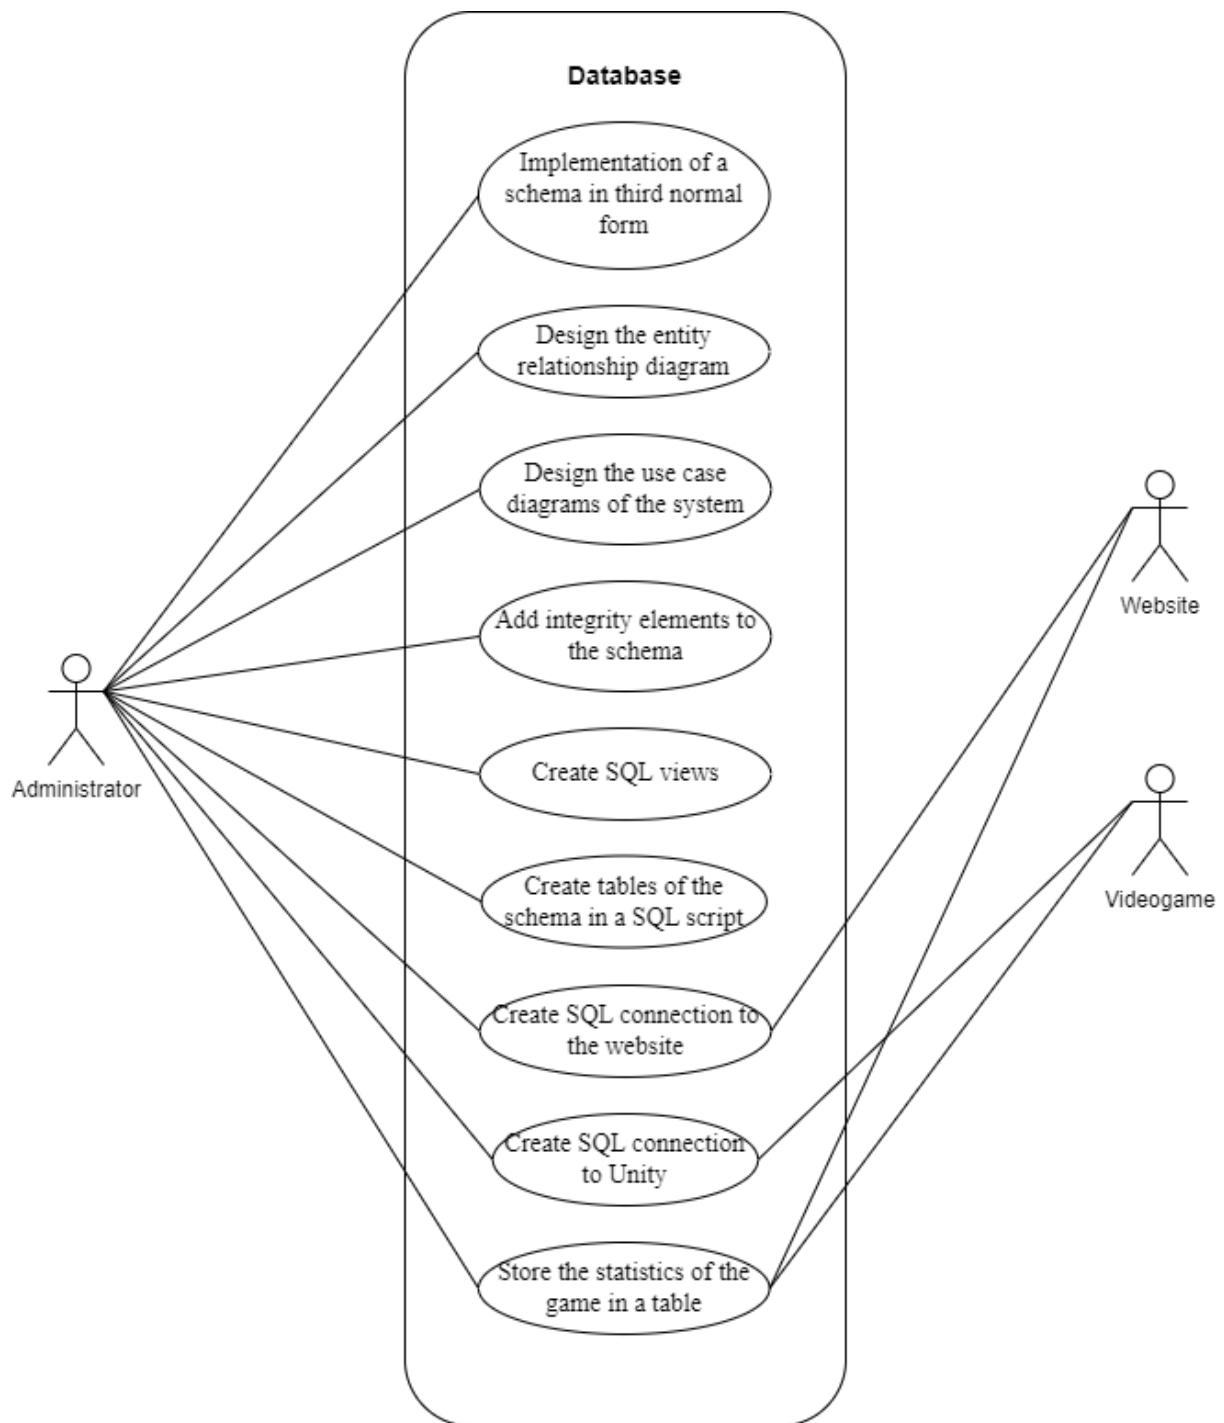 Database
Implementation of a
schema in third normal
form
Design the entity
relationship diagram
Design the use case
diagrams of the system
Add integrity elements to
the schema
Create SQL views
Create tables of the
schema in a SQL script
Create SQL connection to
the website
Create SQL connection
to Unity
Store the statistics of the
game in a table
Administrator
Website
Videogame